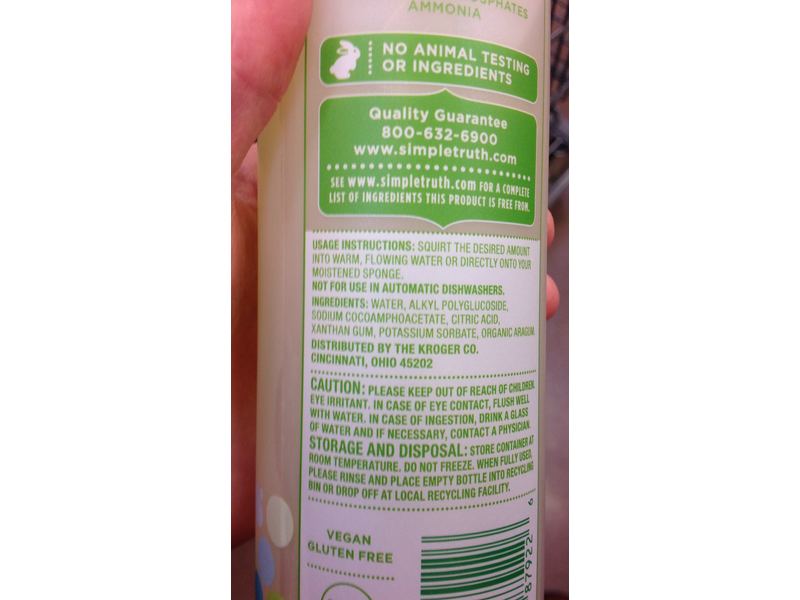 AMMONIA
NO ANIMAL TESTING
OR INGREDIENTS
Quality Guarantee
800-632-6900
www.simpletruth.com
SEE www.simpletruth.com FOR A COMPLETE
LIST OF INGREDIENTS THIS PRODUCT IS FREE FROM.
USAGE INSTRUCTIONS: SQUIRT THE DESIRED AMOUNT
INTO WARM, FLOWING WATER OR DIRECTLY ONTO YOUR
MOISTENED SPONGE.
NOT FOR USE IN AUTOMATIC DISHWASHERS.
INGREDIENTS: WATER, ALKYL POLYGLUCOSIDE,
SODIUM COCOAMPHOACETATE, CITRIC ACID,
XANTHAN GUM, POTASSIUM SORBATE, ORGANIC ARAGUM.
DISTRIBUTED BY THE KROGER CO.
CINCINNATI, OHIO 45202
CAUTION: PLEASE KEEP OUT OF REACH OF CHILDREN.
EYE IRRITANT. IN CASE OF EYE CONTACT, FLUSH WELL
WITH WATER. IN CASE OF INGESTION, DRINK A GLASS
OF WATER AND IF NECESSARY, CONTACT A PHYSICIAN.
STORAGE AND DISPOSAL: STORE CONTAINER AT
ROOM TEMPERATURE. DO NOT FREEZE. WHEN FULLY USED,
PLEASE RINSE AND PLACE EMPTY BOTTLE INTO RECYCLING
BIN OR DROP OFF AT LOCAL RECYCLING FACILITY.
VEGAN
GLUTEN FREE
87922 6